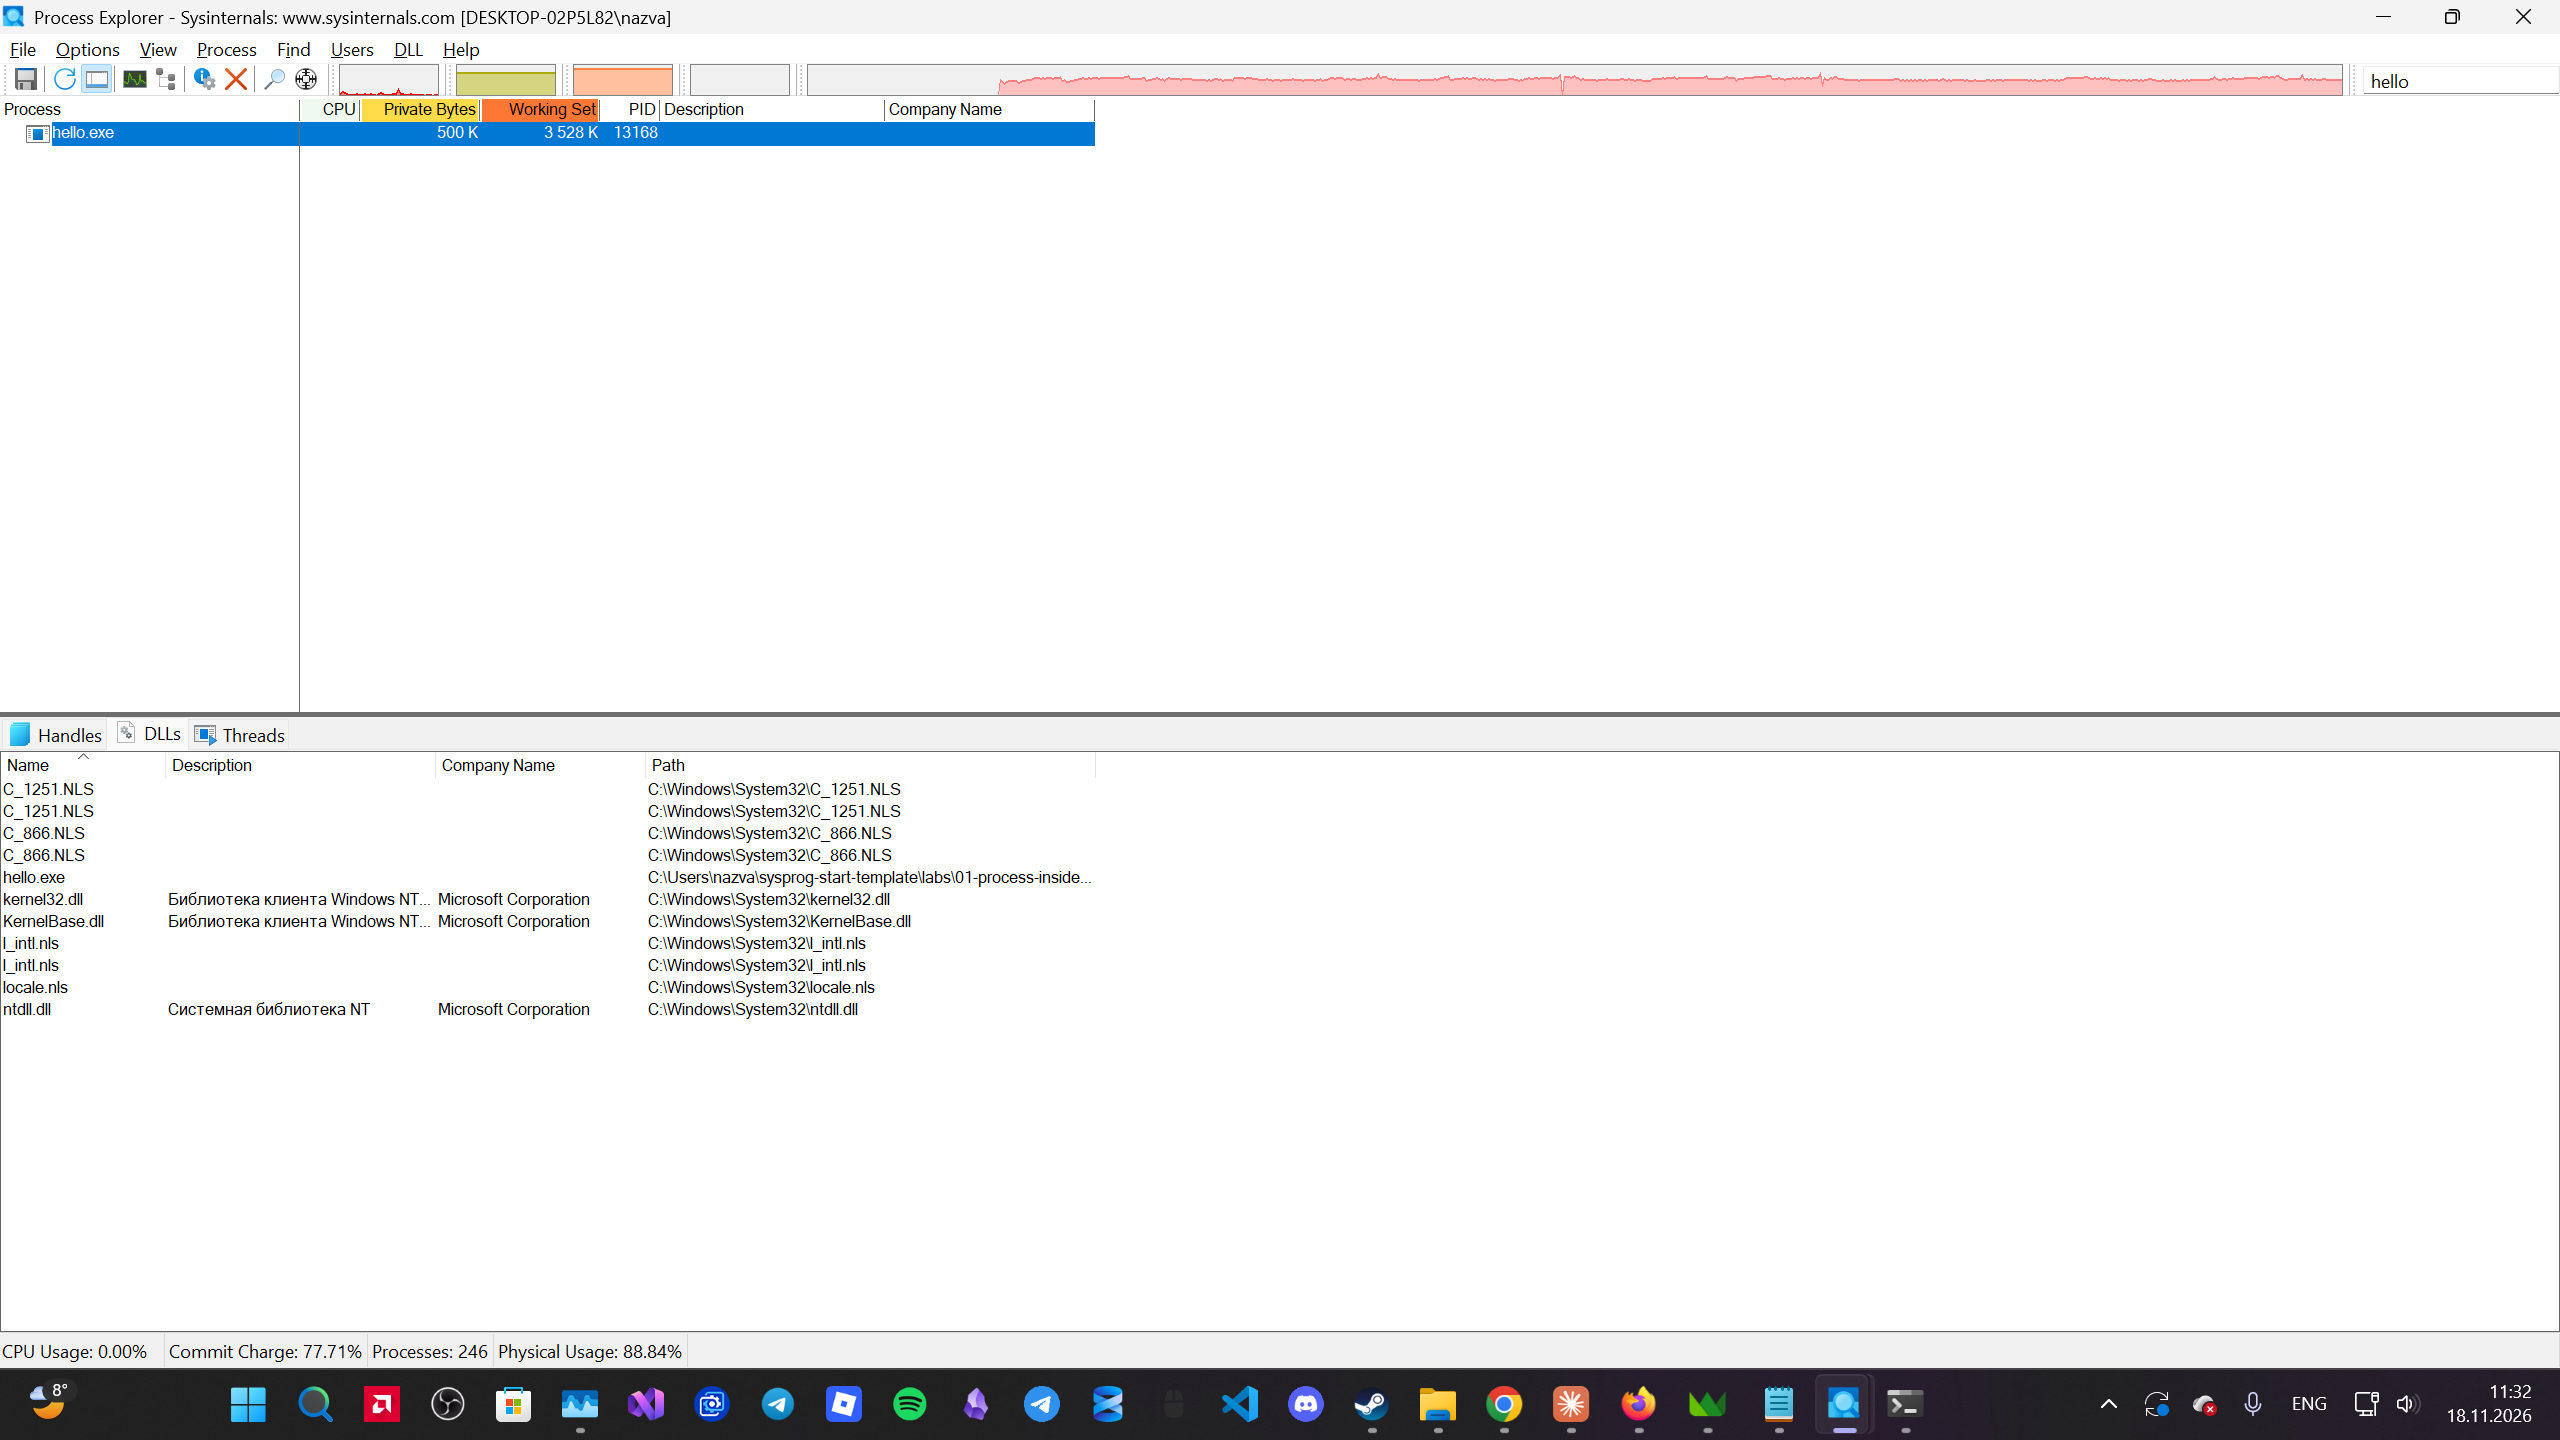 Process Explorer - Sysinternals: www.sysinternals.com [DESKTOP-02P5L82\nazva]
File Options View Process Find Users DLL Help
hello
Process CPU Private Bytes Working Set PID Description Company Name
hello.exe 500 K 3 528 K 13168
Handles DLLs Threads
Name Description Company Name Path
C_1251.NLS C:\Windows\System32\C_1251.NLS
C_1251.NLS C:\Windows\System32\C_1251.NLS
C_866.NLS C:\Windows\System32\C_866.NLS
C_866.NLS C:\Windows\System32\C_866.NLS
hello.exe C:\Users\nazva\sysprog-start-template\labs\01-process-inside...
kernel32.dll Библиотека клиента Windows NT... Microsoft Corporation C:\Windows\System32\kernel32.dll
KernelBase.dll Библиотека клиента Windows NT... Microsoft Corporation C:\Windows\System32\KernelBase.dll
l_intl.nls C:\Windows\System32\l_intl.nls
l_intl.nls C:\Windows\System32\l_intl.nls
locale.nls C:\Windows\System32\locale.nls
ntdll.dll Системная библиотека NT Microsoft Corporation C:\Windows\System32\ntdll.dll
CPU Usage: 0.00% Commit Charge: 77.71% Processes: 246 Physical Usage: 88.84%
8°
ENG
11:32
18.11.2026